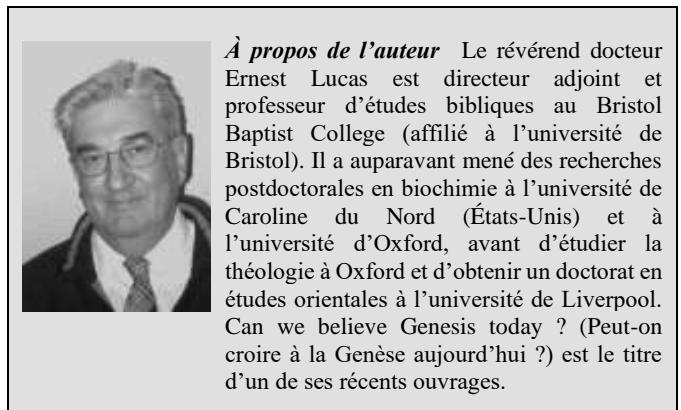 À propos de l’auteur Le révérend docteur
Ernest Lucas est directeur adjoint et
professeur d’études bibliques au Bristol
Baptist College (affilié à l’université de
Bristol). Il a auparavant mené des recherches
postdoctorales en biochimie à l’université de
Caroline du Nord (États-Unis) et à
l’université d’Oxford, avant d’étudier la
théologie à Oxford et d’obtenir un doctorat en
études orientales à l’université de Liverpool.
Can we believe Genesis today ? (Peut-on
croire à la Genèse aujourd’hui ?) est le titre
d’un de ses récents ouvrages.